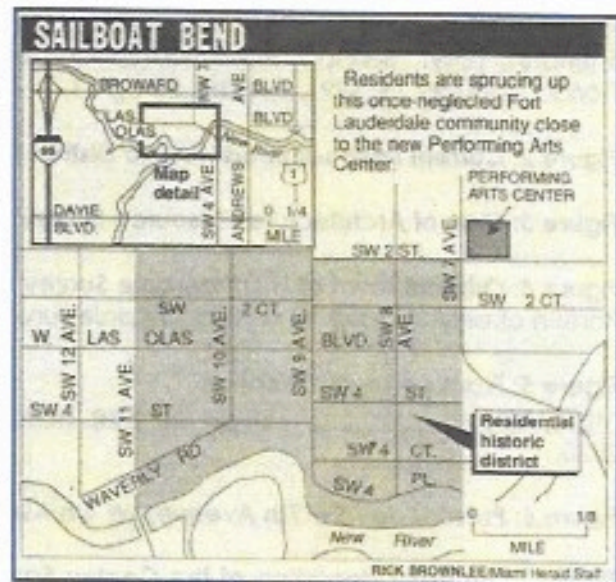 SAILBOAT BEND
BROWARD
SW 7
AVE
BLVD.
LAS
OLAS
BLVD.
New River
95
1
Map
detail
SW 4 AVE
ANDREWS
0 1/4
MILE
DAVIE
BLVD.
Residents are sprucing up
this once-neglected Fort
Lauderdale community close
to the new Performing Arts
Center.
PERFORMING
ARTS CENTER
SW 2 ST.
SW 7 AVE.
SW 2 CT.
SW 2 CT.
W LAS OLAS BLVD.
SW 12 AVE.
SW 11 AVE.
SW 10 AVE.
SW 9 AVE.
SW 8 AVE.
SW 4 ST.
SW 4 ST.
Residential
historic
district
SW 4 CT.
SW 4 PL.
WAVERLY RD.
New River
0 1/8
MILE
RICK BROWNLEE/Miami Herald Staff